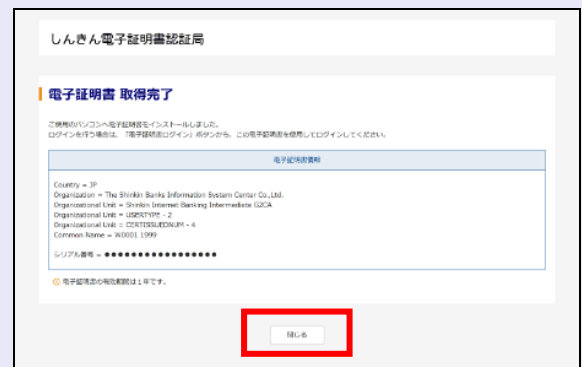 しんきん電子証明書認証局
電子証明書 取得完了
ご使用のパソコンへ電子証明書をインストールしました。
ログインを行う場合は、「電子証明書ログイン」ボタンから、この電子証明書を使用してログインしてください。
電子証明書情報
Country = JP
Organization = The Shinkin Banks Information System Center Co.,Ltd.
Organizational Unit = Shinkin Internet Banking Intermediate G2CA
Organizational Unit = USERTYPE - 2
Organizational Unit = CERTISSUEDNUM - 4
Common Name = W0001 1999
シリアル番号 = ●●●●●●●●●●●●●●●●●
電子証明書の有効期間は1年です。
閉じる